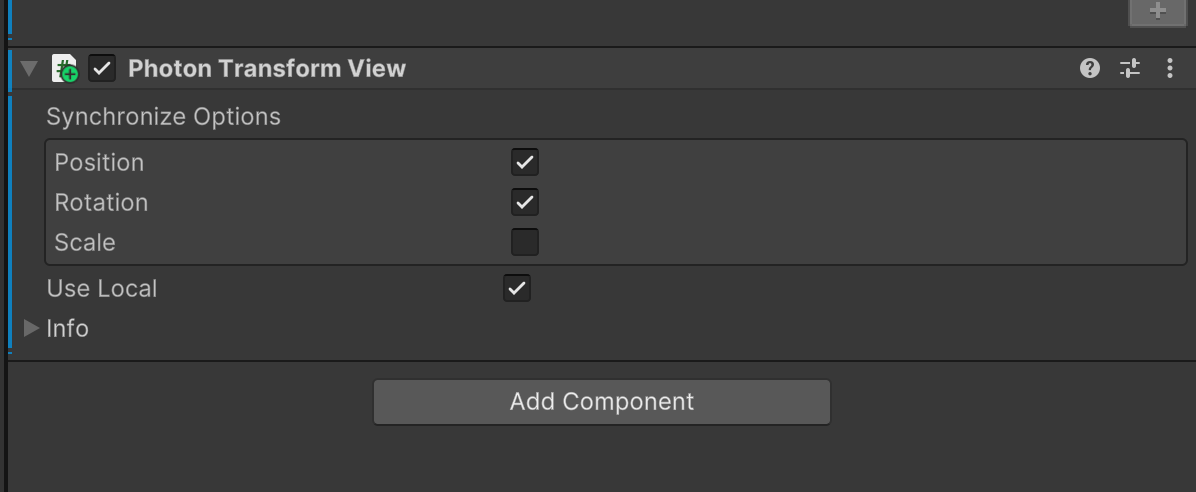 Photon Transform View
Synchronize Options
Position
Rotation
Scale
Use Local
Info
Add Component